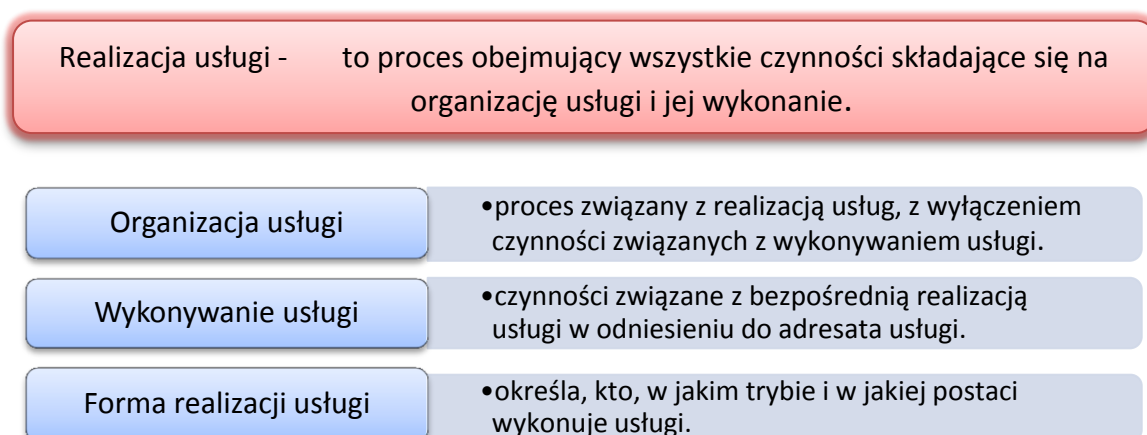 Realizacja usługi - to proces obejmujący wszystkie czynności składające się na
organizację usługi i jej wykonanie.
Organizacja usługi
•proces związany z realizacją usług, z wyłączeniem
czynności związanych z wykonywaniem usługi.
Wykonywanie usługi
•czynności związane z bezpośrednią realizacją
usługi w odniesieniu do adresata usługi.
Forma realizacji usługi
•określa, kto, w jakim trybie i w jakiej postaci
wykonuje usługi.